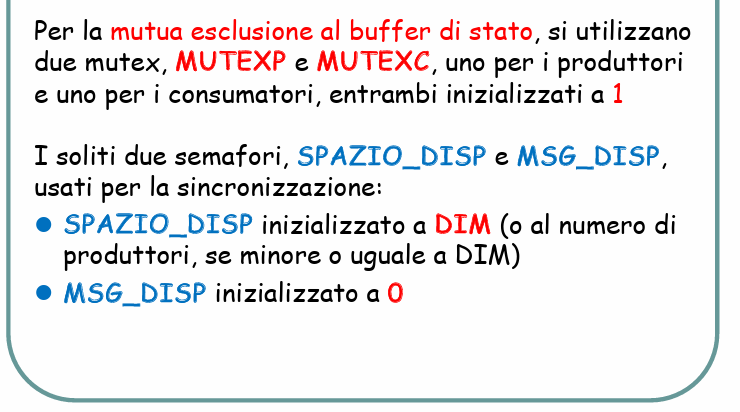 Per la mutua esclusione al buffer di stato, si utilizzano
due mutex, MUTEXP e MUTEXC, uno per i produttori
e uno per i consumatori, entrambi inizializzati a 1
I soliti due semafori, SPAZIO_DISP e MSG_DISP,
usati per la sincronizzazione:
● SPAZIO_DISP inizializzato a DIM (o al numero di
produttori, se minore o uguale a DIM)
● MSG_DISP inizializzato a 0